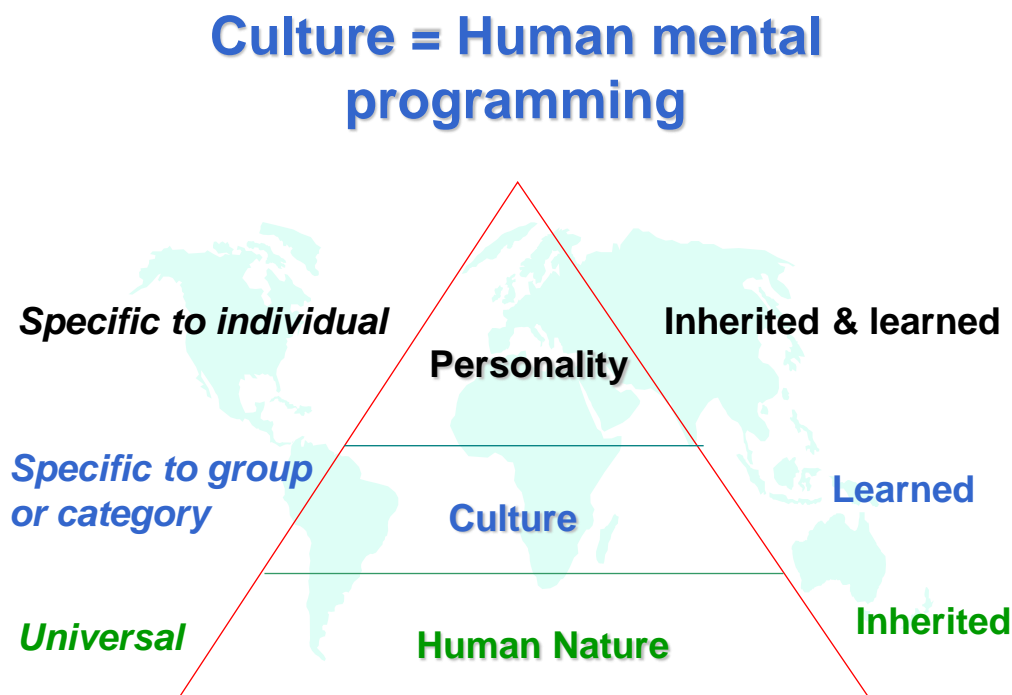 Culture = Human mental
programming
Specific to individual
Inherited & learned
Personality
Specific to group
or category
Learned
Culture
Inherited
Universal
Human Nature